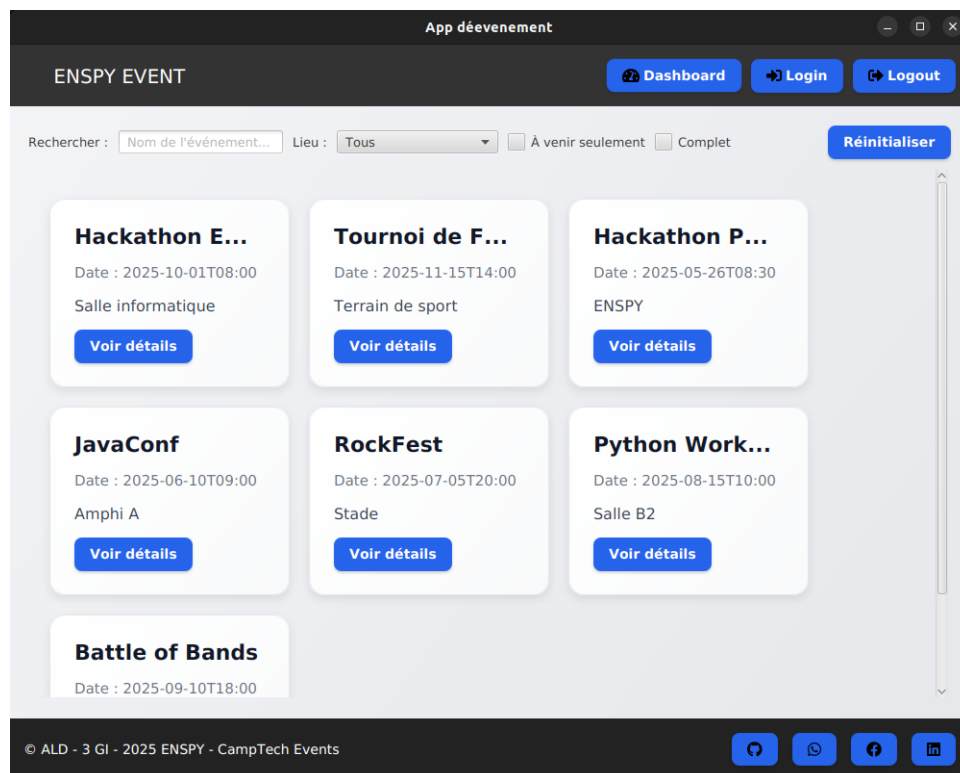 App déevenement
ENSPY EVENT
Dashboard
Login
Logout
Rechercher : Nom de l'événement... Lieu : Tous À venir seulement Complet Réinitialiser
Hackathon E...
Date : 2025-10-01T08:00
Salle informatique
Voir détails
Tournoi de F...
Date : 2025-11-15T14:00
Terrain de sport
Voir détails
Hackathon P...
Date : 2025-05-26T08:30
ENSPY
Voir détails
JavaConf
Date : 2025-06-10T09:00
Amphi A
Voir détails
RockFest
Date : 2025-07-05T20:00
Stade
Voir détails
Python Work...
Date : 2025-08-15T10:00
Salle B2
Voir détails
Battle of Bands
Date : 2025-09-10T18:00
© ALD - 3 GI - 2025 ENSPY - CampTech Events